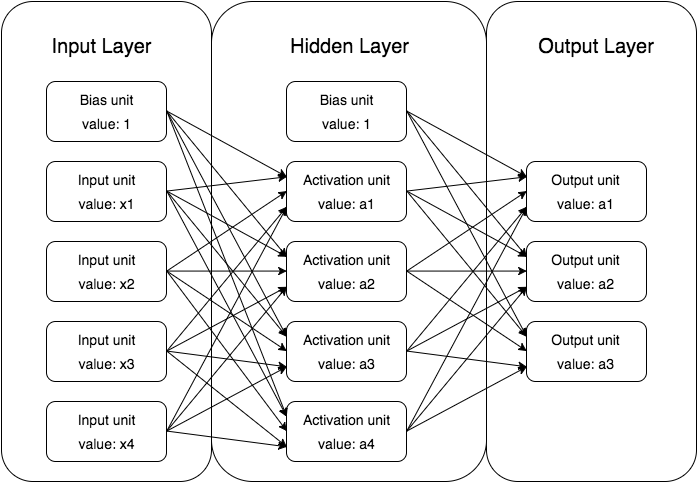 Input Layer
Hidden Layer
Output Layer
Bias unit
value: 1
Input unit
value: x1
Input unit
value: x2
Input unit
value: x3
Input unit
value: x4
Bias unit
value: 1
Activation unit
value: a1
Activation unit
value: a2
Activation unit
value: a3
Activation unit
value: a4
Output unit
value: a1
Output unit
value: a2
Output unit
value: a3